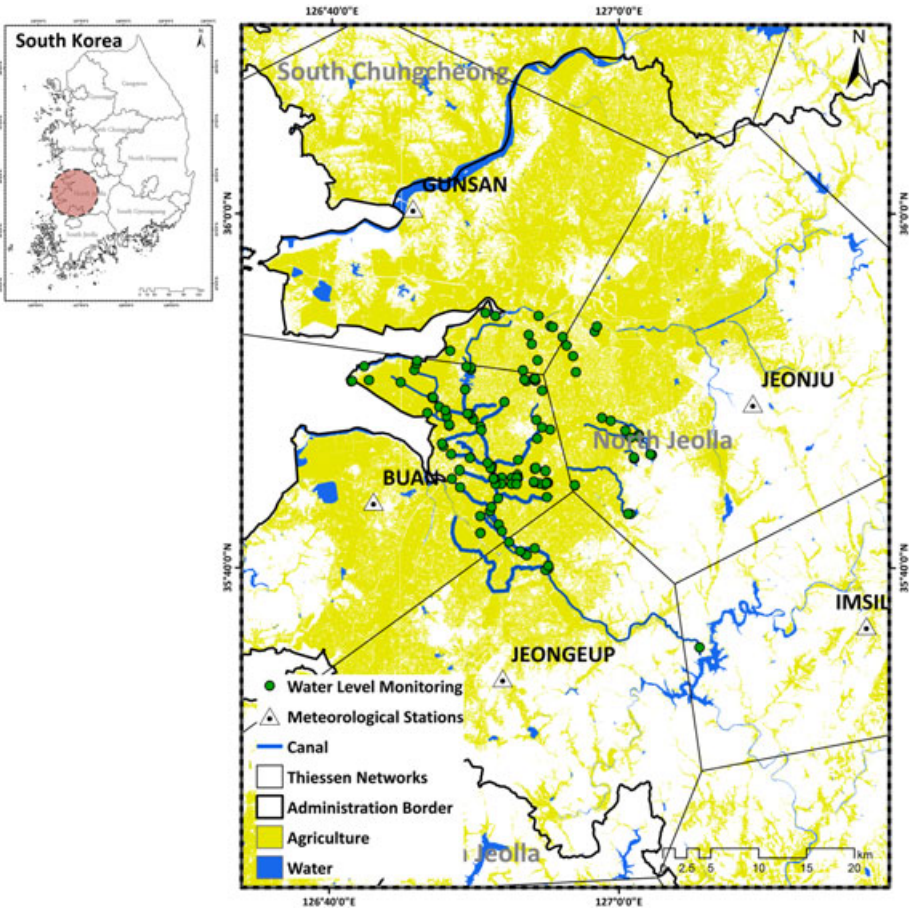 South Korea
N
126°40'0"E
127°0'0"E
N
South Chungcheong
GUNSAN
36°0'0"N
36°0'0"N
JEONJU
North Jeolla
BUAN
35°40'0"N
35°40'0"N
IMSIL
JEONGEUP
Water Level Monitoring
Meteorological Stations
Canal
Thiessen Networks
Administration Border
Agriculture
Water
Jeolla
km
2.5 5 10 15 20
126°40'0"E
127°0'0"E